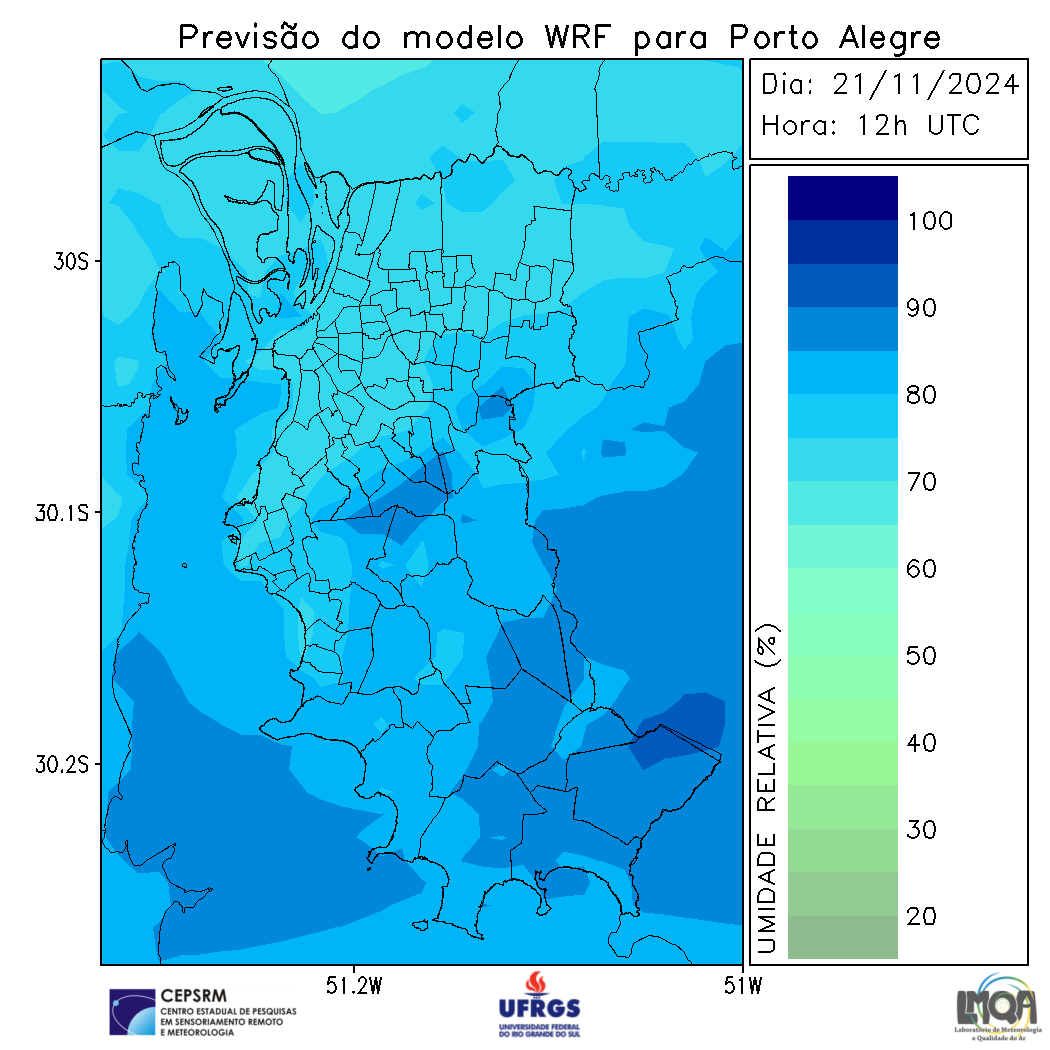 Previsão do modelo WRF para Porto Alegre
Dia: 21/11/2024
Hora: 12h UTC
30S
30.1S
30.2S
51.2W
51W
UMIDADE RELATIVA (%)
100
90
80
70
60
50
40
30
20
CEPSRM
CENTRO ESTADUAL DE PESQUISAS
EM SENSORIAMENTO REMOTO
E METEOROLOGIA
UFRGS
UNIVERSIDADE FEDERAL
DO RIO GRANDE DO SUL
LMQA
Laboratório de Meteorologia
e Qualidade do Ar